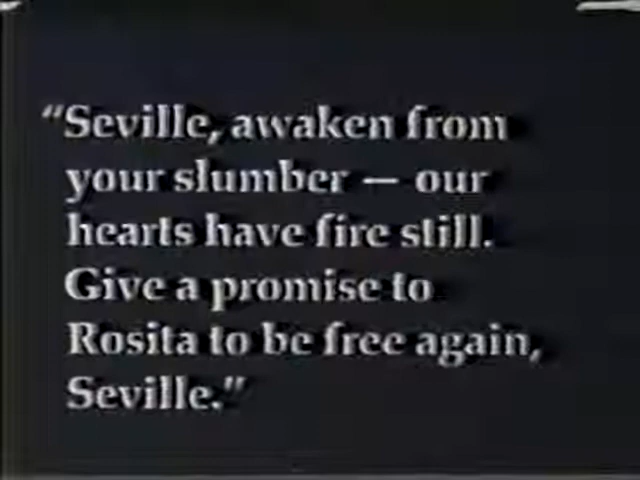 “Seville, awaken from
your slumber — our
hearts have fire still.
Give a promise to
Rosita to be free again,
Seville.”